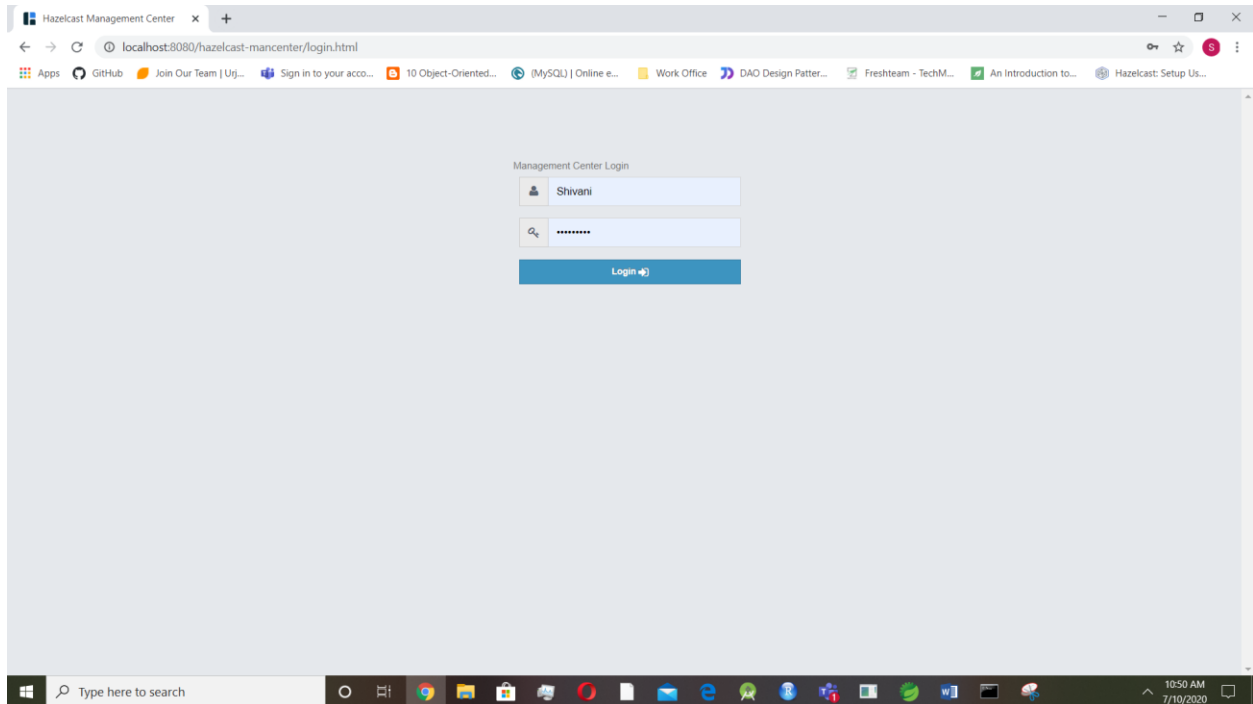 Hazelcast Management Center
localhost:8080/hazelcast-mancenter/login.html
Apps GitHub Join Our Team | Urj... Sign in to your acco... 10 Object-Oriented... (MySQL) | Online e... Work Office DAO Design Patter... Freshteam - TechM... An Introduction to... Hazelcast: Setup Us...
S
Management Center Login
Shivani
•••••••••
Login
Type here to search
10:50 AM
7/10/2020